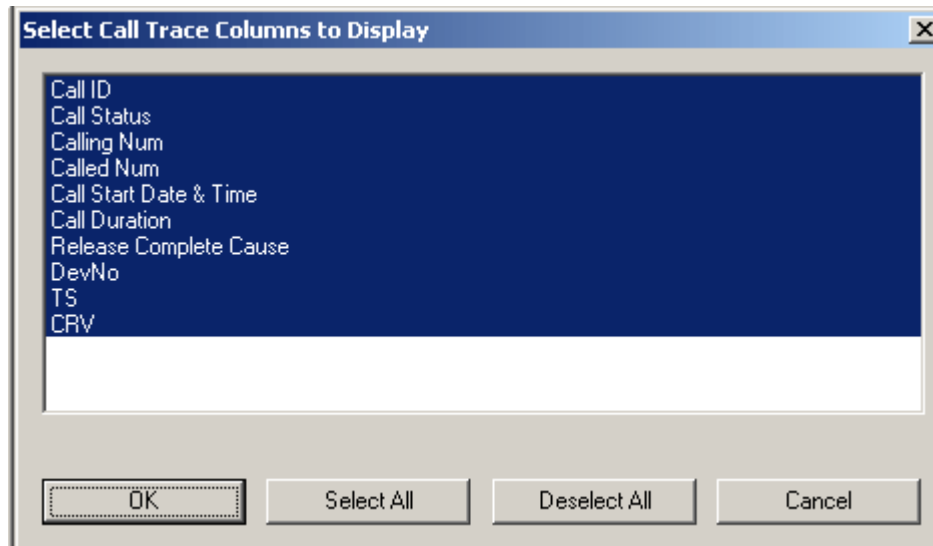 Select Call Trace Columns to Display
Call ID
Call Status
Calling Num
Called Num
Call Start Date & Time
Call Duration
Release Complete Cause
DevNo
TS
CRV
OK Select All Deselect All Cancel